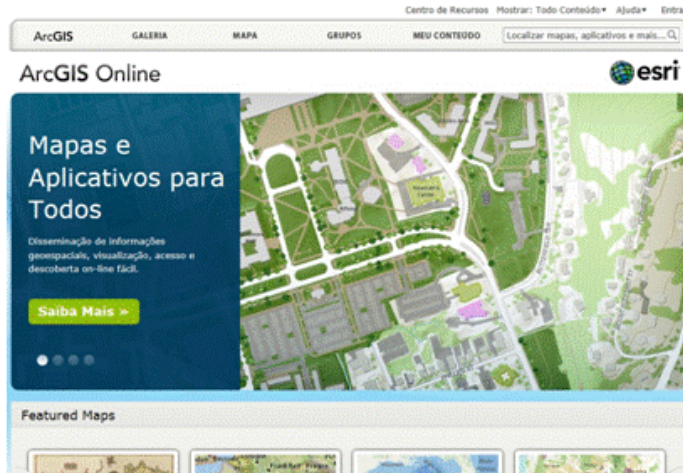 Centro de Recursos Mostrar: Todo Conteúdo Ajuda Entra
ArcGIS GALERIA MAPA GRUPOS MEU CONTEÚDO Localizar mapas, aplicativos e mais...
ArcGIS Online
esri
Mapas e
Aplicativos para
Todos
Disseminação de informações
geoespaciais, visualização, acesso e
descoberta on-line fácil.
Saiba Mais »
Featured Maps
Frankfurt Prague